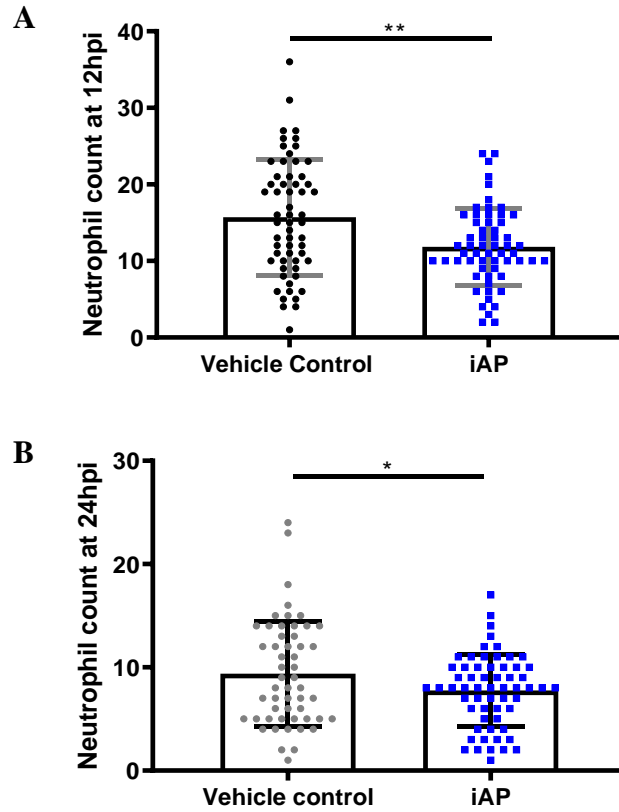 A
Neutrophil count at 12hpi
40
30
20
10
0
**
Vehicle Control
iAP
B
Neutrophil count at 24hpi
30
20
10
0
*
Vehicle control
iAP